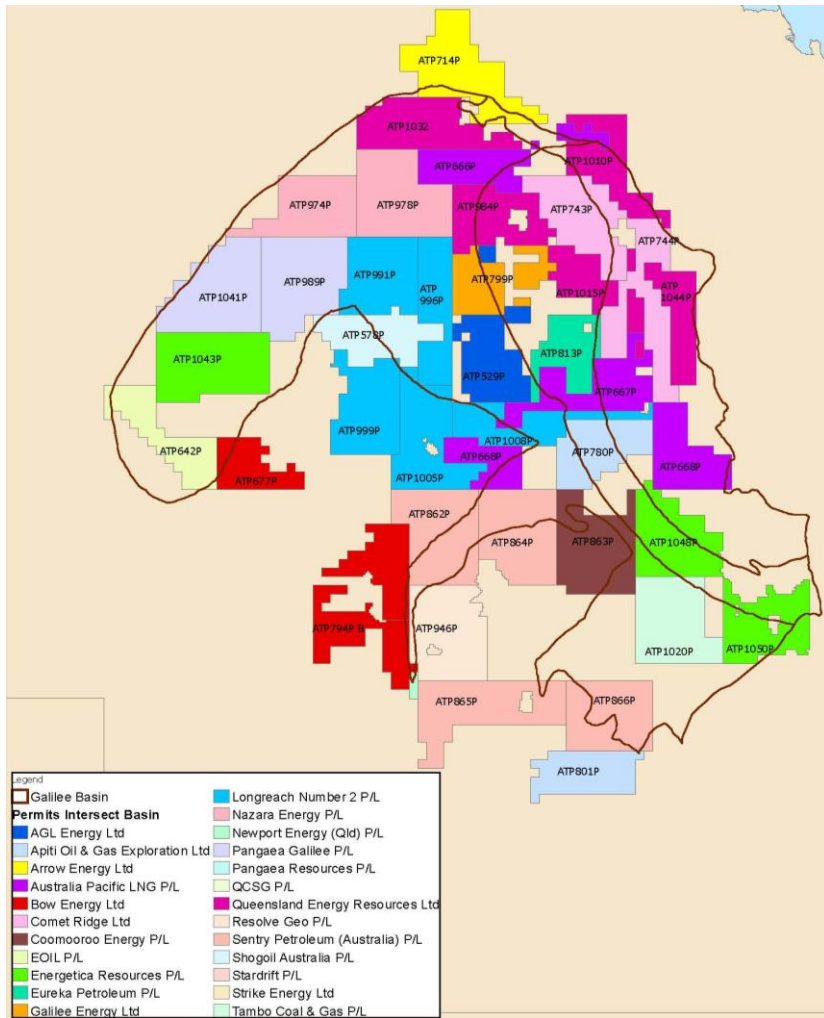 ATP714P
ATP1032
ATP666P
ATP1010P
ATP974P
ATP978P
ATP984P
ATP743P
ATP744P
ATP1041P
ATP989P
ATP991P
ATP
996P
ATP799P
ATP1015P
ATP
1044P
ATP578P
ATP1043P
ATP529P
ATP813P
ATP667P
ATP642P
ATP677P
ATP999P
ATP1008P
ATP668P
ATP780P
ATP668P
ATP1005P
ATP862P
ATP864P
ATP863P
ATP1048P
ATP794P B
ATP946P
ATP1020P
ATP1050P
ATP865P
ATP866P
ATP801P
Legend
Galilee Basin
Permits Intersect Basin
AGL Energy Ltd
Apiti Oil & Gas Exploration Ltd
Arrow Energy Ltd
Australia Pacific LNG P/L
Bow Energy Ltd
Comet Ridge Ltd
Coomooroo Energy P/L
EOIL P/L
Energetica Resources P/L
Eureka Petroleum P/L
Galilee Energy Ltd
Longreach Number 2 P/L
Nazara Energy P/L
Newport Energy (Qld) P/L
Pangaea Galilee P/L
Pangaea Resources P/L
QCSG P/L
Queensland Energy Resources Ltd
Resolve Geo P/L
Sentry Petroleum (Australia) P/L
Shogoil Australia P/L
Stardrift P/L
Strike Energy Ltd
Tambo Coal & Gas P/L